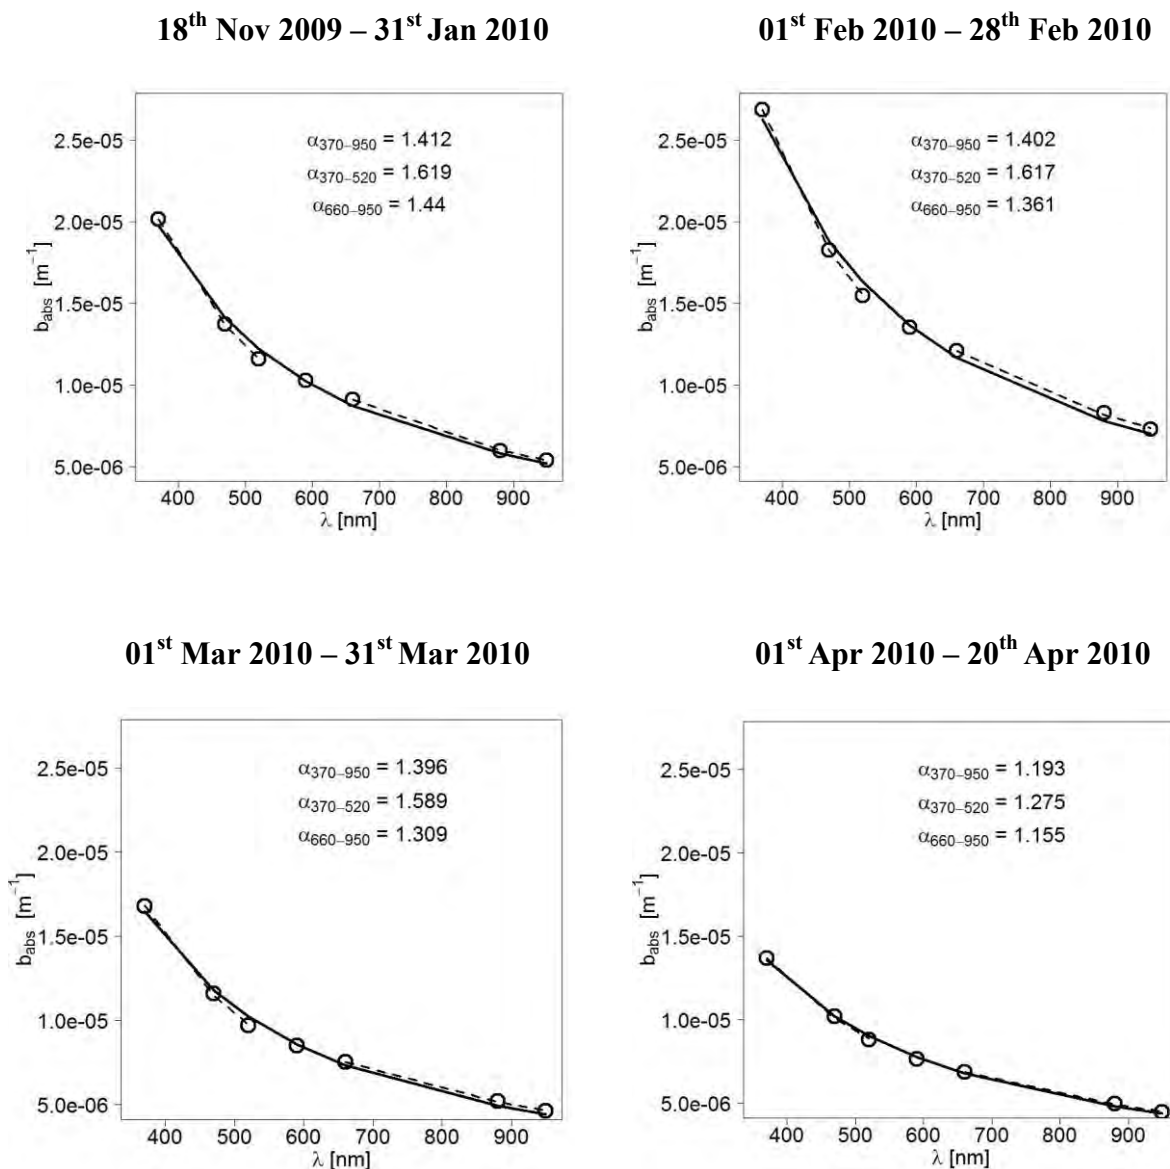 18th Nov 2009 – 31st Jan 2010
α370–950 = 1.412
α370–520 = 1.619
α660–950 = 1.44
2.5e-05
2.0e-05
1.5e-05
1.0e-05
5.0e-06
babs [m−1]
400 500 600 700 800 900
λ [nm]
01st Feb 2010 – 28th Feb 2010
α370–950 = 1.402
α370–520 = 1.617
α660–950 = 1.361
2.5e-05
2.0e-05
1.5e-05
1.0e-05
5.0e-06
babs [m−1]
400 500 600 700 800 900
λ [nm]
01st Mar 2010 – 31st Mar 2010
α370–950 = 1.396
α370–520 = 1.589
α660–950 = 1.309
2.5e-05
2.0e-05
1.5e-05
1.0e-05
5.0e-06
babs [m−1]
400 500 600 700 800 900
λ [nm]
01st Apr 2010 – 20th Apr 2010
α370–950 = 1.193
α370–520 = 1.275
α660–950 = 1.155
2.5e-05
2.0e-05
1.5e-05
1.0e-05
5.0e-06
babs [m−1]
400 500 600 700 800 900
λ [nm]